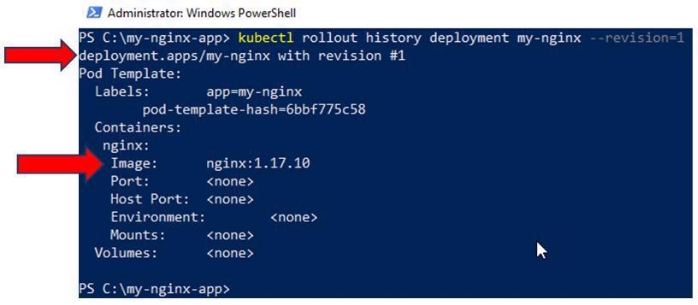 Administrator: Windows PowerShell
PS C:\my-nginx-app> kubectl rollout history deployment my-nginx --revision=1
deployment.apps/my-nginx with revision #1
Pod Template:
  Labels:       app=my-nginx
        pod-template-hash=6bbf775c58
  Containers:
   nginx:
    Image:      nginx:1.17.10
    Port:       <none>
    Host Port:  <none>
    Environment:        <none>
    Mounts:     <none>
  Volumes:      <none>
PS C:\my-nginx-app>